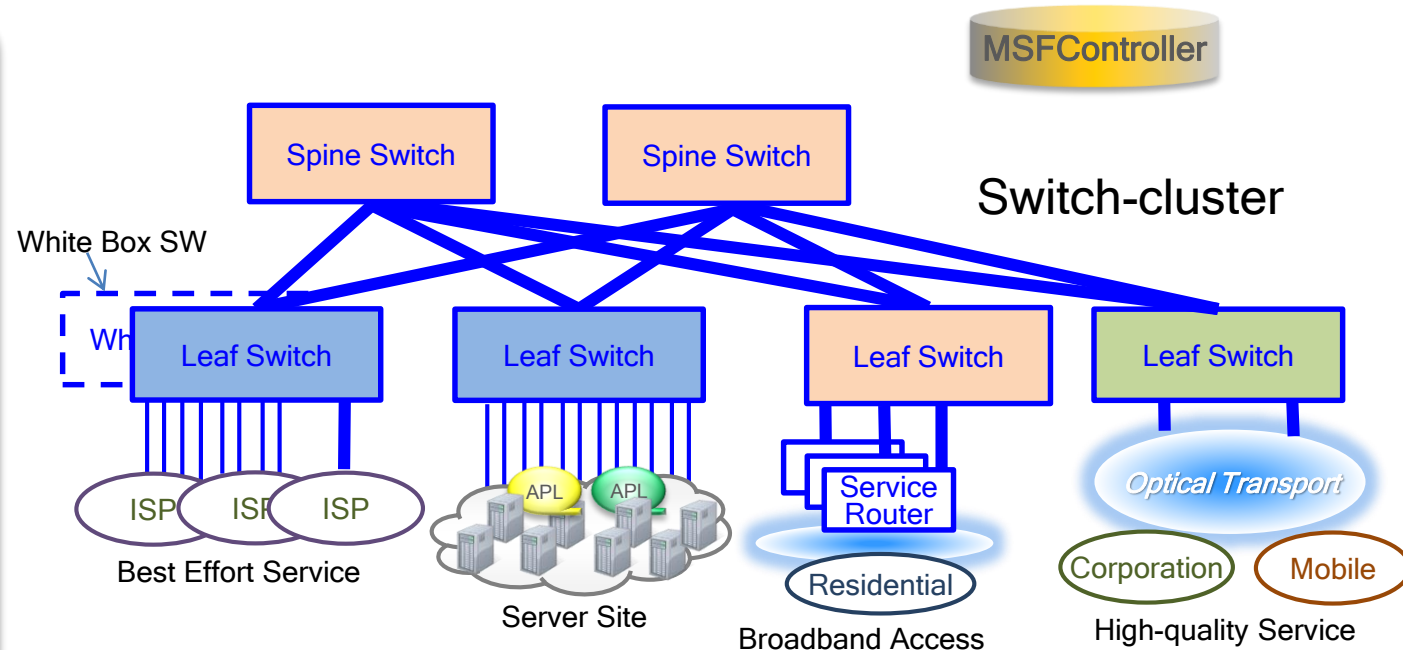 MSFController
Spine Switch
Spine Switch
Switch-cluster
White Box SW
Wh
Leaf Switch
Leaf Switch
Leaf Switch
Leaf Switch
ISP
ISP
ISP
APL
APL
Service
Router
Optical Transport
Residential
Corporation
Mobile
Best Effort Service
Server Site
Broadband Access
High-quality Service